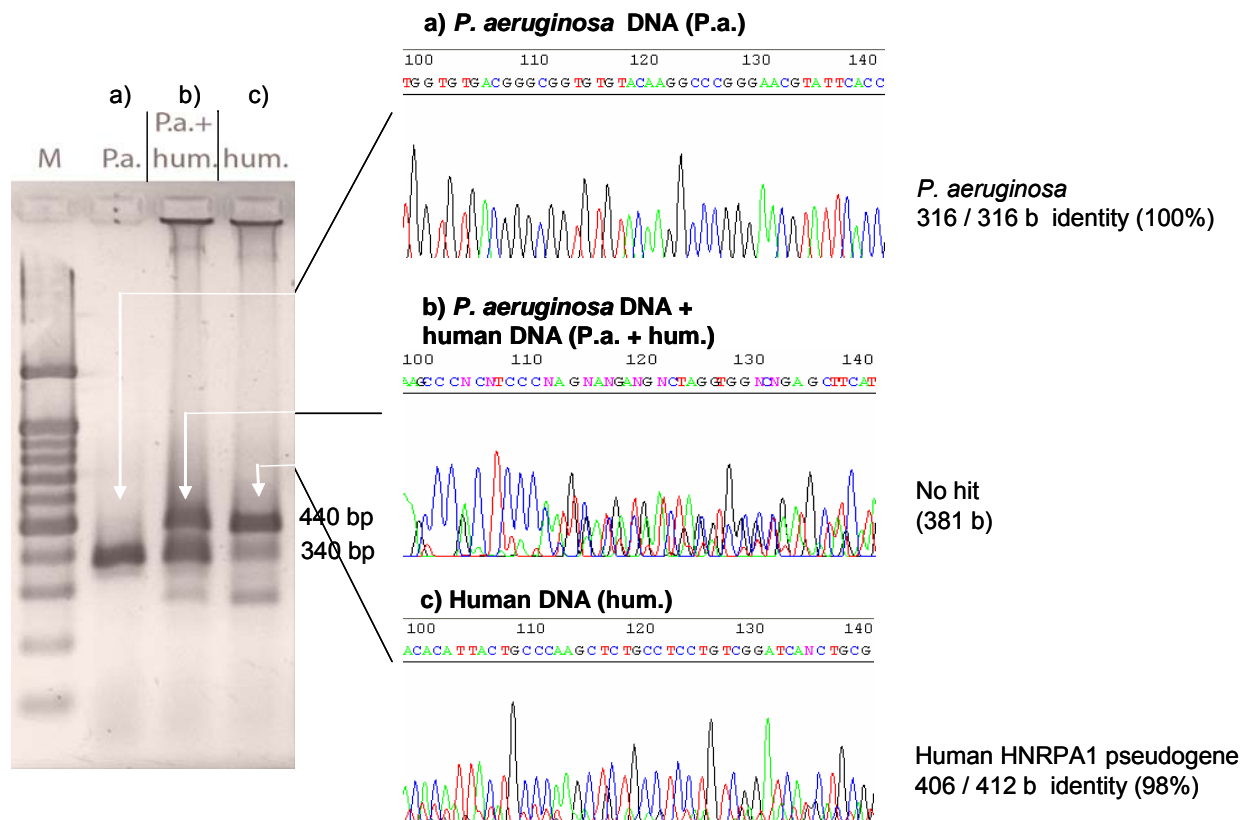 a) P. aeruginosa DNA (P.a.)
100 110 120 130 140
TGGTGTGACGGGCGGTGTGTACAAGGCCCGGGAACGTATTCACC
a) b) c)
P.a.+
M P.a. hum. hum.
P. aeruginosa
316 / 316 b identity (100%)
b) P. aeruginosa DNA +
human DNA (P.a. + hum.)
100 110 120 130 140
AAGCCCNCNTCCCNAGNANGANGNCTAGGTGGNCNGAGCTTCAT
440 bp
340 bp
No hit
(381 b)
c) Human DNA (hum.)
100 110 120 130 140
ACACATTACTGCCCAAGCTCTGCCTCCTGTCGGATCANCTGCG
Human HNRPA1 pseudogene
406 / 412 b identity (98%)